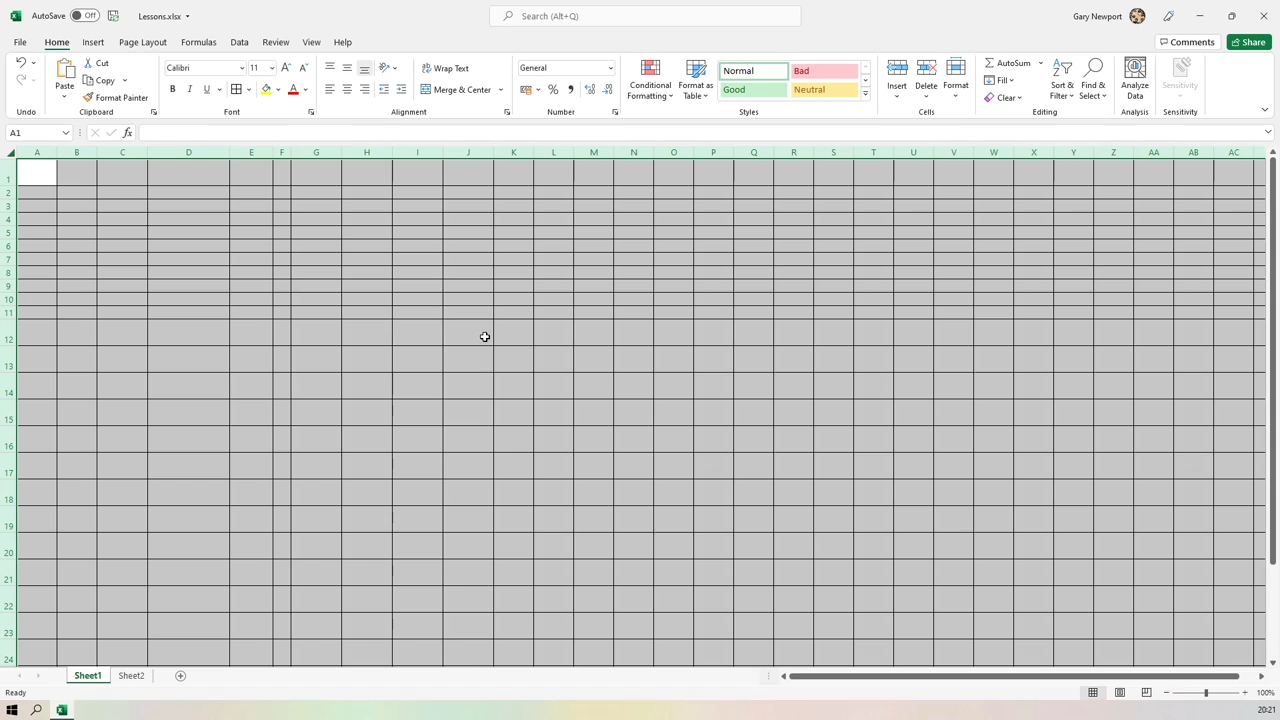 AutoSave Off Lessons.xlsx Search (Alt+Q) Gary Newport
File Home Insert Page Layout Formulas Data Review View Help Comments Share
Cut Calibri 11 Wrap Text General Normal Bad AutoSum
Copy Fill
Paste Conditional Format as Insert Delete Format Sort & Find & Analyze Sensitivity
Format Painter B I U Merge & Center % Formatting Table Good Neutral Clear Filter Select Data
Undo Clipboard Font Alignment Number Styles Cells Editing Analysis Sensitivity
A1 fx
A B C D E F G H I J K L M N O P Q R S T U V W X Y Z AA AB AC
1
2
3
4
5
6
7
8
9
10
11
12
13
14
15
16
17
18
19
20
21
22
23
24
Sheet1 Sheet2
Ready 100%
20:21